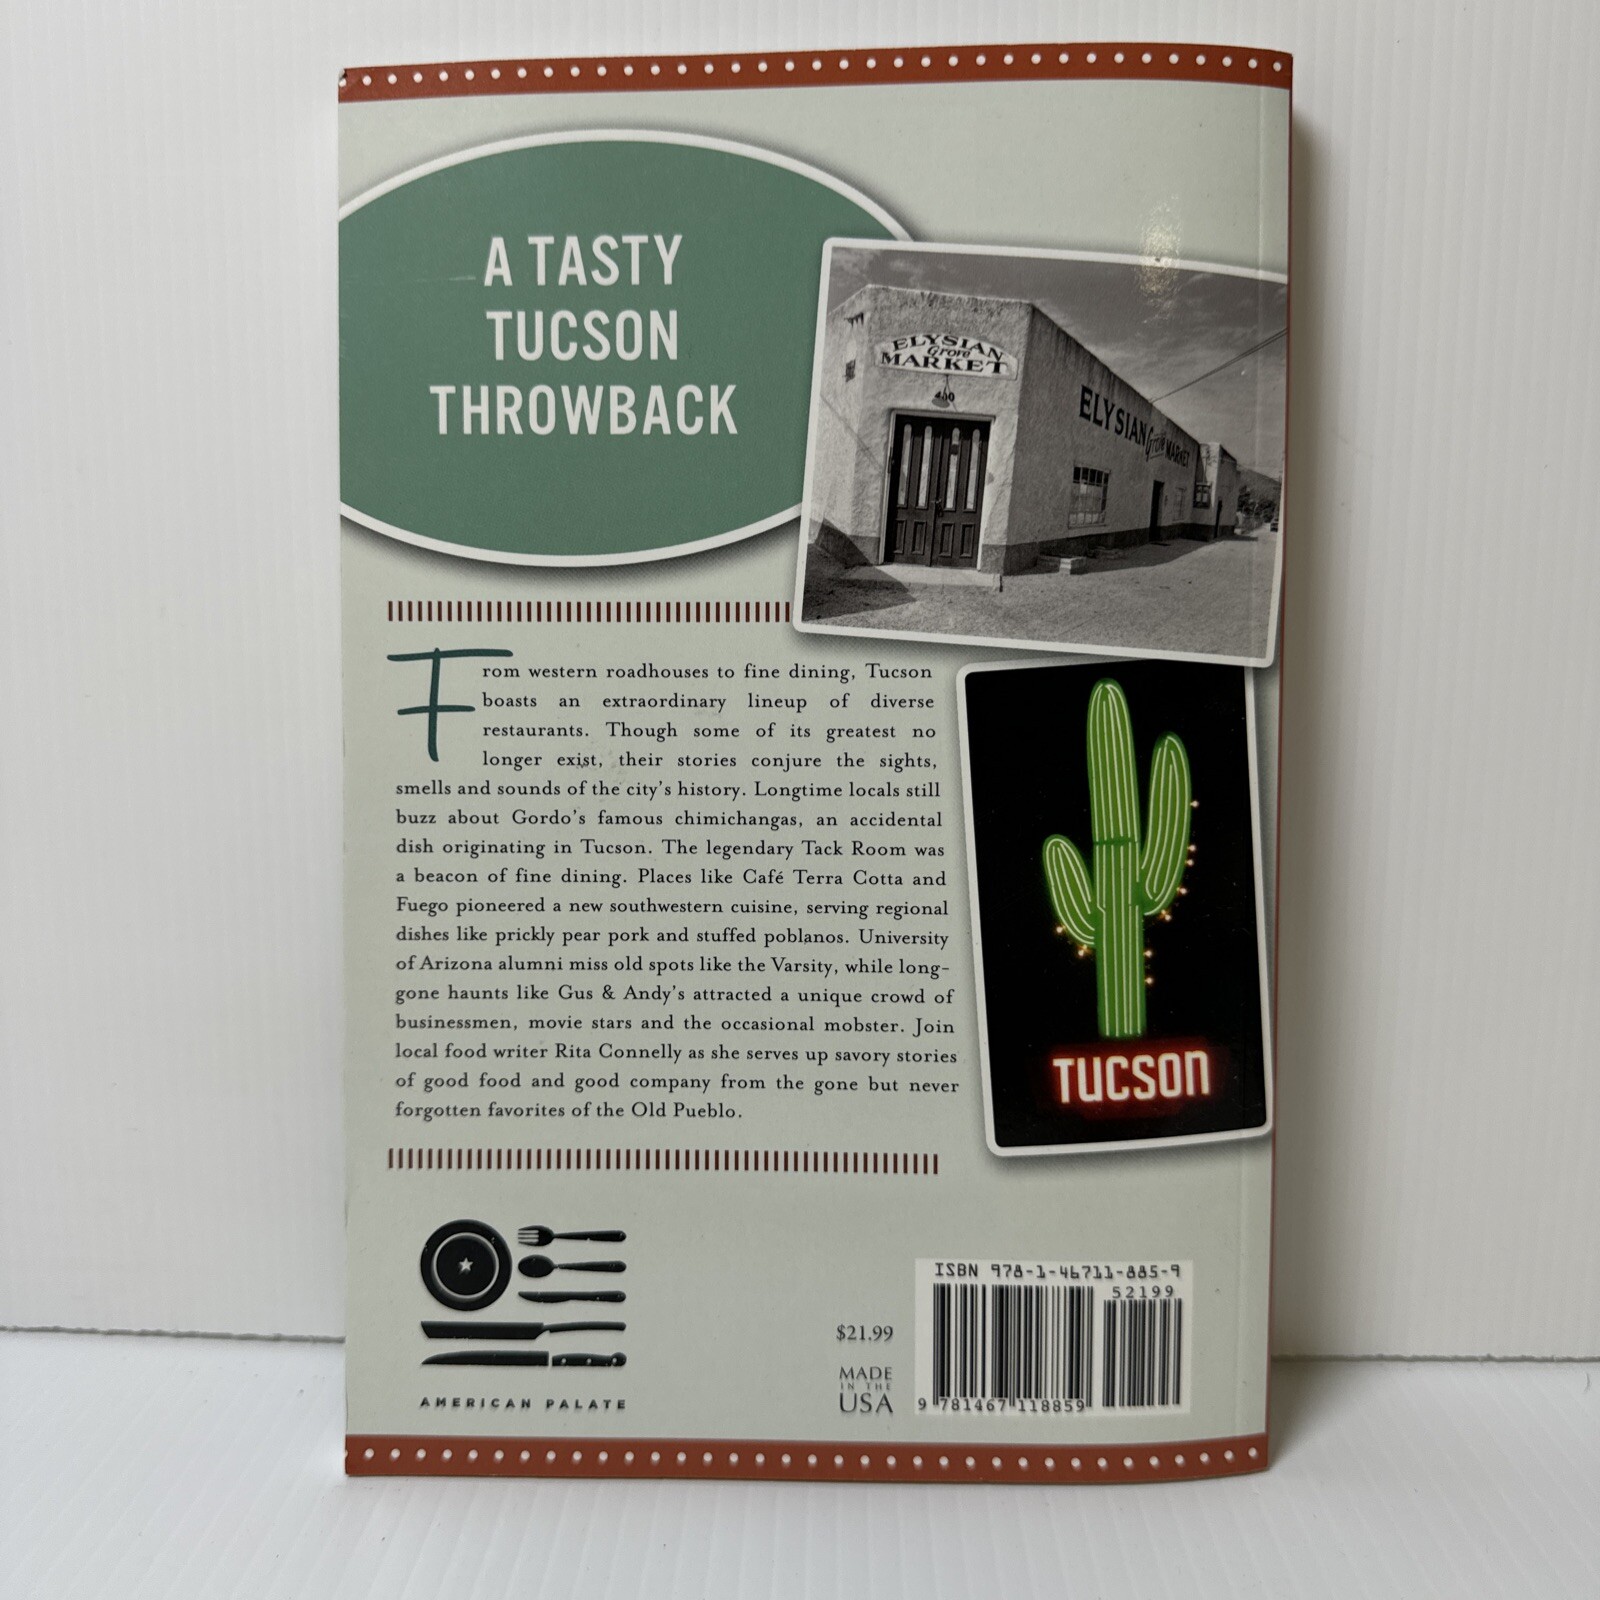 A TASTY
TUCSON
THROWBACK
ELYSIAN
Grove
MARKET
400
ELYSIAN Grove MARKET
From western roadhouses to fine dining, Tucson
boasts an extraordinary lineup of diverse
restaurants. Though some of its greatest no
longer exist, their stories conjure the sights,
smells and sounds of the city's history. Longtime locals still
buzz about Gordo's famous chimichangas, an accidental
dish originating in Tucson. The legendary Tack Room was
a beacon of fine dining. Places like Café Terra Cotta and
Fuego pioneered a new southwestern cuisine, serving regional
dishes like prickly pear pork and stuffed poblanos. University
of Arizona alumni miss old spots like the Varsity, while long-
gone haunts like Gus & Andy's attracted a unique crowd of
businessmen, movie stars and the occasional mobster. Join
local food writer Rita Connelly as she serves up savory stories
of good food and good company from the gone but never
forgotten favorites of the Old Pueblo.
TUCSON
AMERICAN PALATE
$21.99
MADE
IN THE
USA
ISBN 978-1-46711-885-9
52199
9 781467 118859